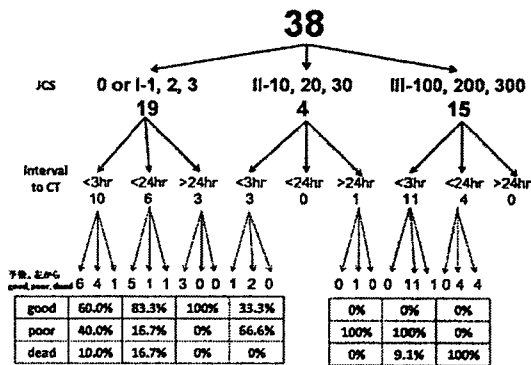 38
JCS 0 or I-1, 2, 3 II-10, 20, 30 III-100, 200, 300
19 4 15
Interval to CT <3hr <24hr >24hr <3hr <24hr >24hr <3hr <24hr >24hr
10 6 3 3 0 1 11 4 0
予後、左から
good, poor, dead 6 4 1 5 1 1 3 0 0 1 2 0 0 1 0 0 11 1 0 4 4
good 60.0% 83.3% 100% 33.3% 0% 0% 0%
poor 40.0% 16.7% 0% 66.6% 100% 100% 0%
dead 10.0% 16.7% 0% 0% 0% 9.1% 100%